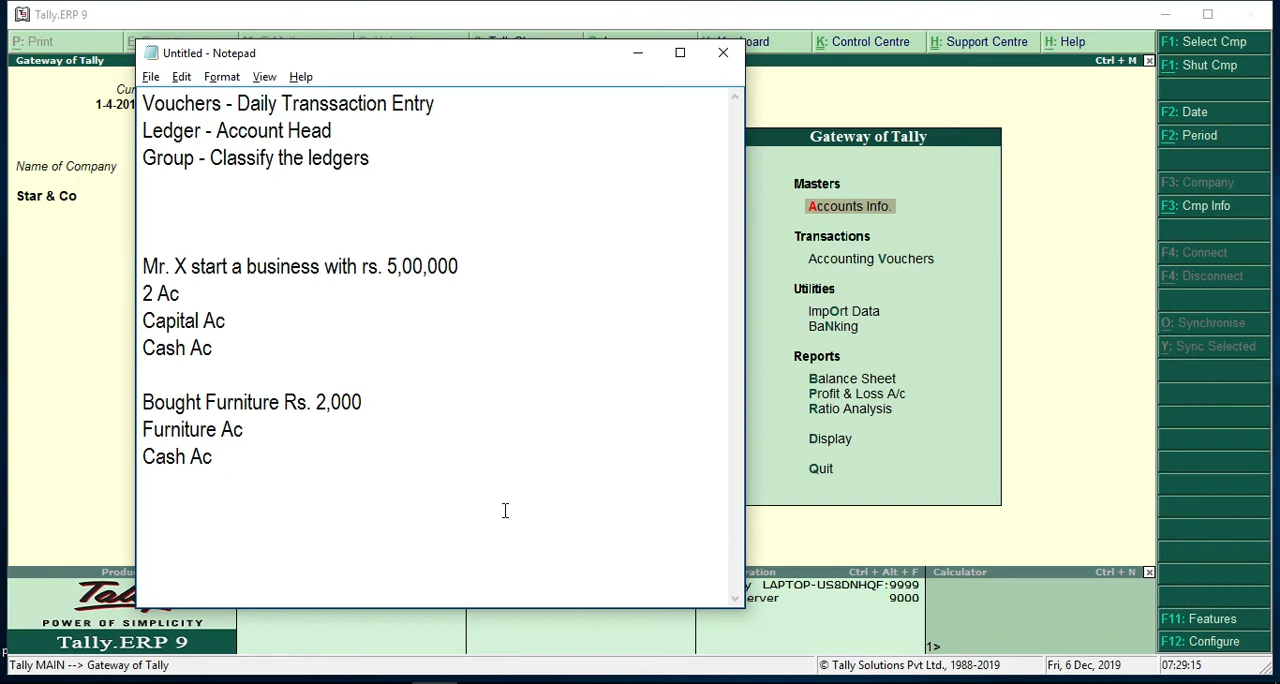 Tally.ERP 9
P: Print
K: Control Centre
H: Support Centre
H: Help
Gateway of Tally
Ctrl + M
1-4-201
Name of Company
Star & Co
Untitled - Notepad
File Edit Format View Help
Vouchers - Daily Transsaction Entry
Ledger - Account Head
Group - Classify the ledgers
Mr. X start a business with rs. 5,00,000
2 Ac
Capital Ac
Cash Ac
Bought Furniture Rs. 2,000
Furniture Ac
Cash Ac
Gateway of Tally
Masters
Accounts Info.
Transactions
Accounting Vouchers
Utilities
ImpOrt Data
BaNking
Reports
Balance Sheet
Profit & Loss A/c
Ratio Analysis
Display
Quit
F1: Select Cmp
F1: Shut Cmp
F2: Date
F2: Period
F3: Company
F3: Cmp Info
F4: Connect
F4: Disconnect
O: Synchronise
Y: Sync Selected
F11: Features
F12: Configure
POWER OF SIMPLICITY
Tally.ERP 9
Ctrl + Alt + F
LAPTOP-US8DNHQF:9999
9000
Calculator
Ctrl + N
1>
Tally MAIN --> Gateway of Tally
© Tally Solutions Pvt Ltd., 1988-2019
Fri, 6 Dec, 2019
07:29:15